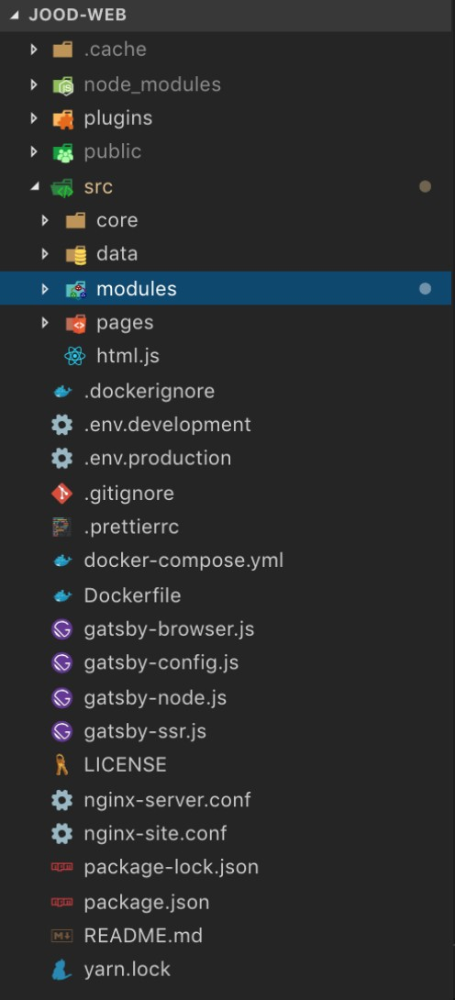 JOOD-WEB
.cache
node_modules
plugins
public
src
core
data
modules
pages
html.js
.dockerignore
.env.development
.env.production
.gitignore
.prettierrc
docker-compose.yml
Dockerfile
gatsby-browser.js
gatsby-config.js
gatsby-node.js
gatsby-ssr.js
LICENSE
nginx-server.conf
nginx-site.conf
package-lock.json
package.json
README.md
yarn.lock